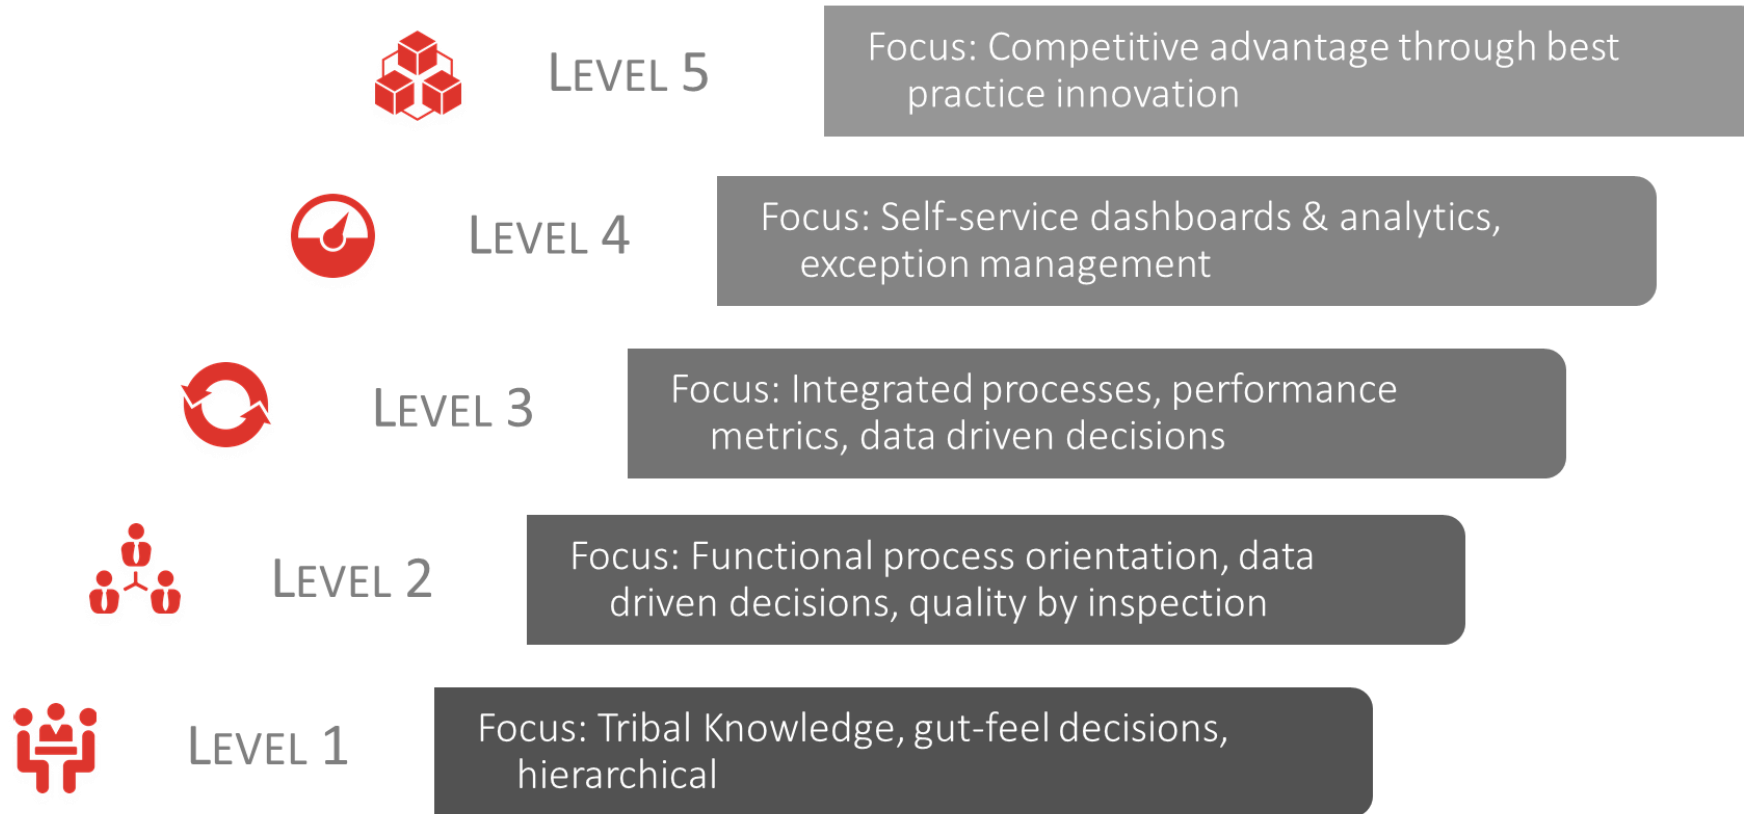 LEVEL 5
Focus: Competitive advantage through best
practice innovation
LEVEL 4
Focus: Self-service dashboards & analytics,
exception management
LEVEL 3
Focus: Integrated processes, performance
metrics, data driven decisions
LEVEL 2
Focus: Functional process orientation, data
driven decisions, quality by inspection
LEVEL 1
Focus: Tribal Knowledge, gut-feel decisions,
hierarchical